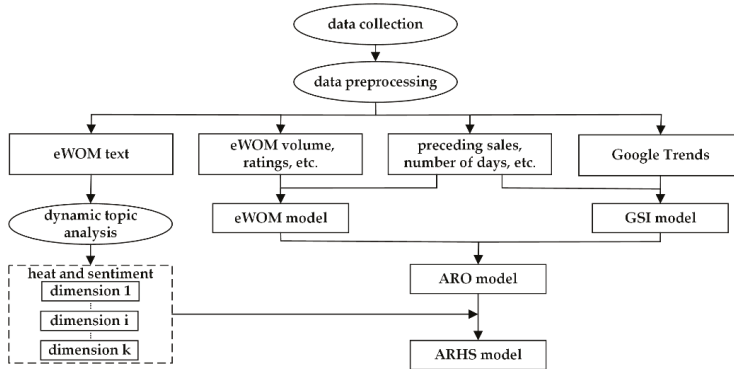 data collection
data preprocessing
eWOM text
eWOM volume,
ratings, etc.
preceding sales,
number of days, etc.
Google Trends
dynamic topic
analysis
eWOM model
GSI model
heat and sentiment
dimension 1
dimension i
dimension k
ARO model
ARHS model